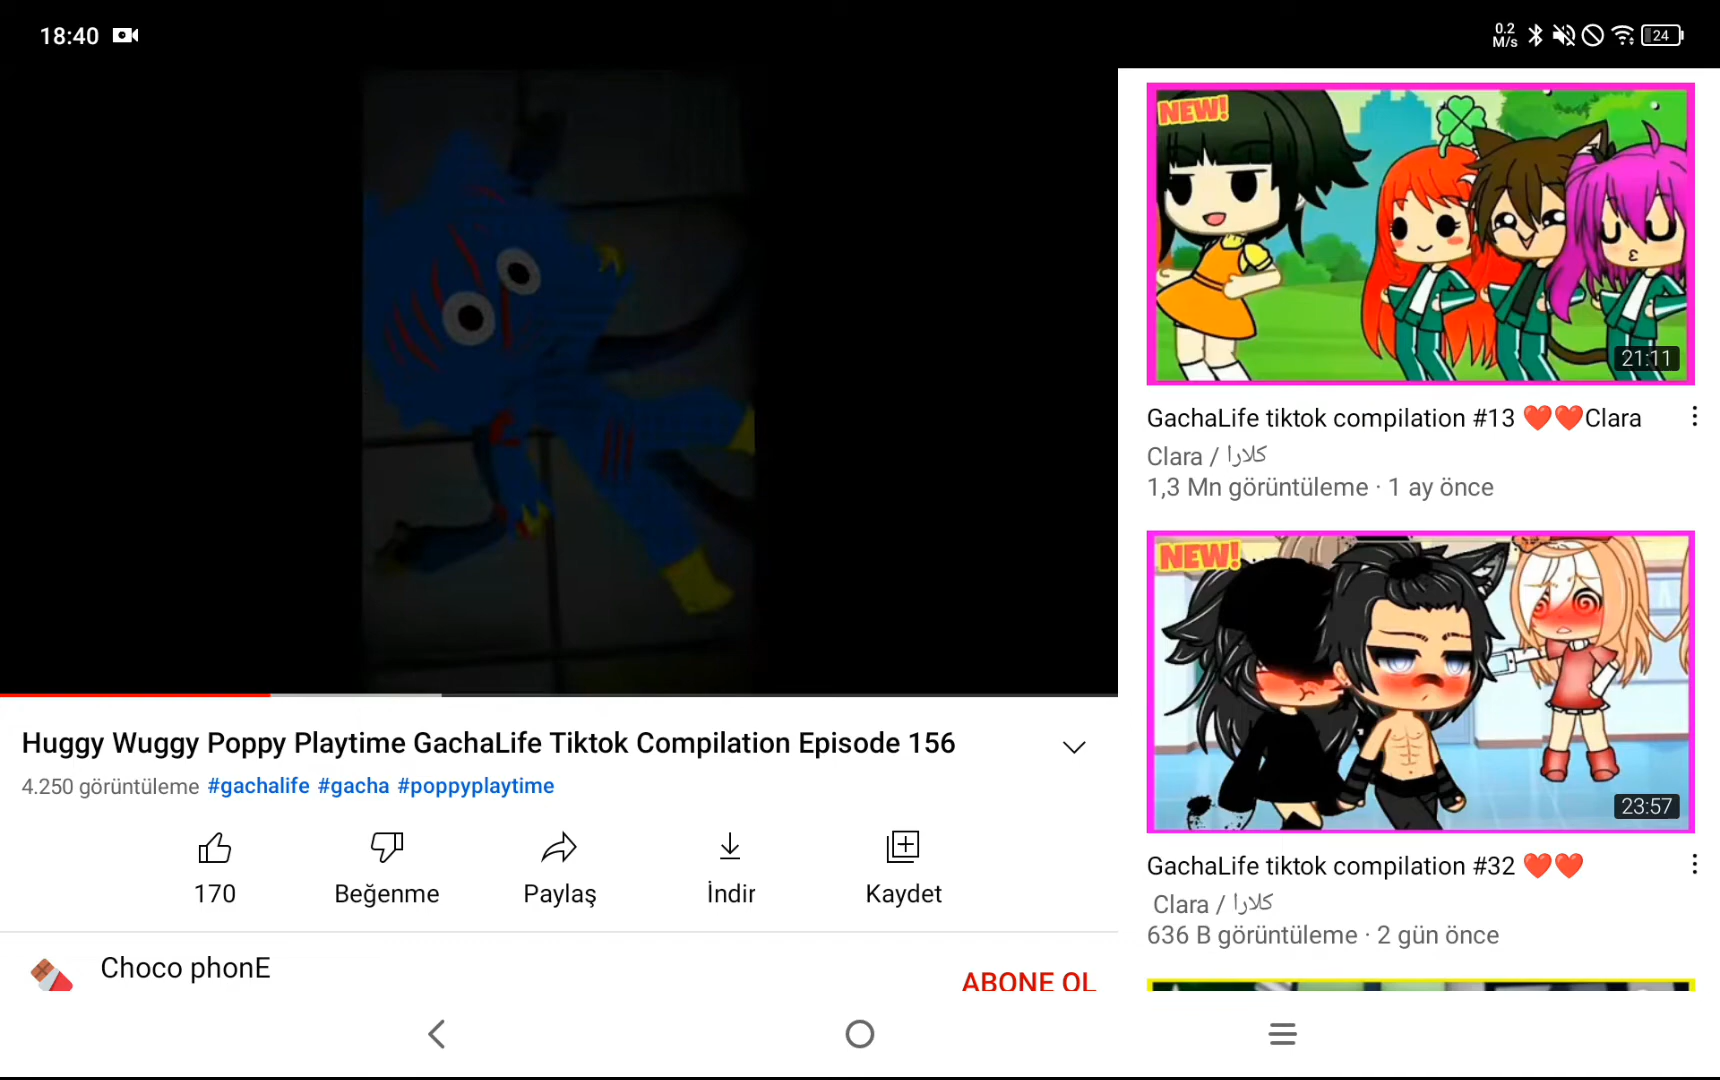 18:40
0.2
M/s
24
NEW!
21:11
GachaLife tiktok compilation #13 ❤️❤️Clara
Clara / كلارا
1,3 Mn görüntüleme · 1 ay önce
NEW!
23:57
GachaLife tiktok compilation #32 ❤️❤️
Clara / كلارا
636 B görüntüleme · 2 gün önce
Huggy Wuggy Poppy Playtime GachaLife Tiktok Compilation Episode 156
4.250 görüntüleme #gachalife #gacha #poppyplaytime
170
Beğenme
Paylaş
İndir
Kaydet
Choco phonE
ABONE OL